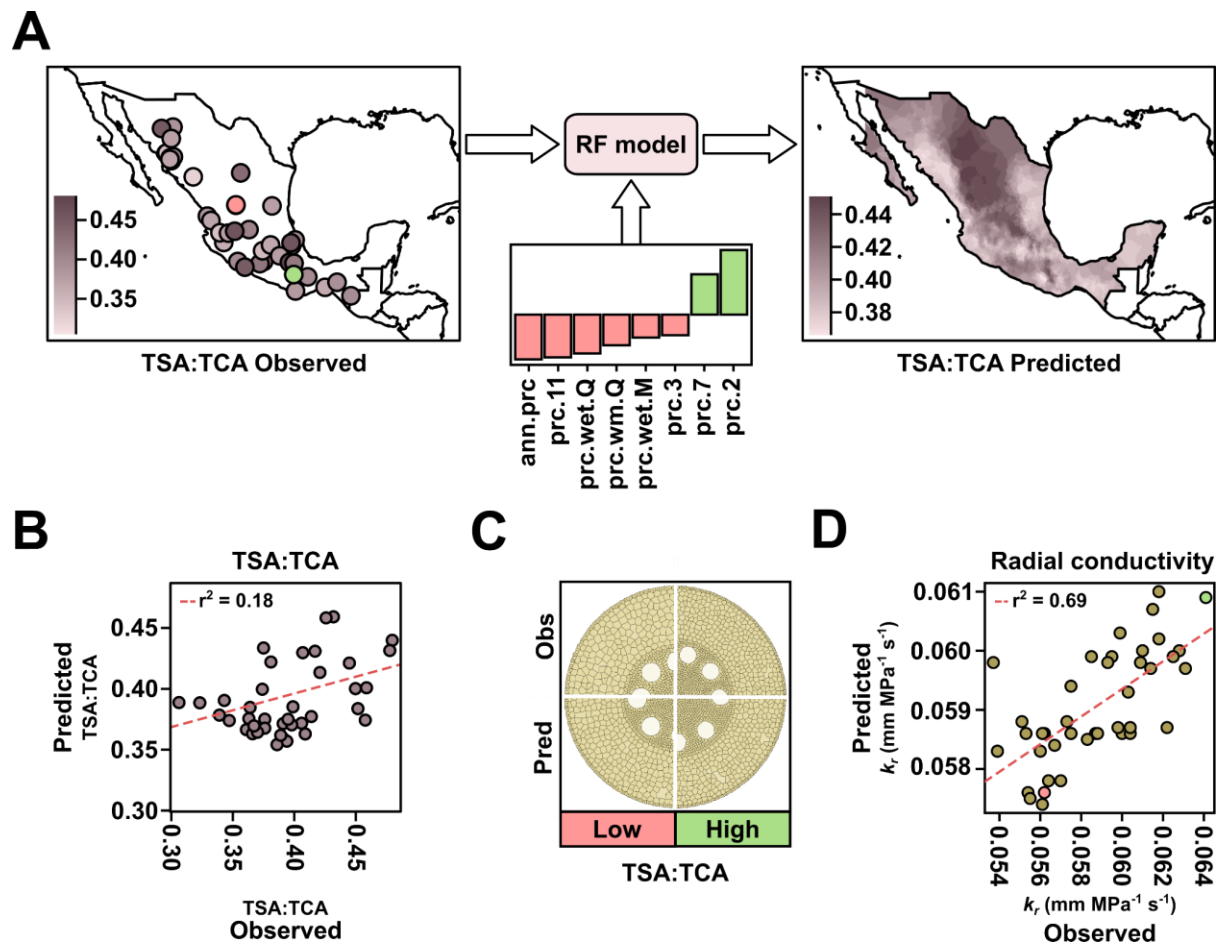 A
0.45
0.40
0.35
TSA:TCA Observed
RF model
ann.prc
prc.11
prc.wet.Q
prc.wm.Q
prc.wet.M
prc.3
prc.7
prc.2
0.44
0.42
0.40
0.38
TSA:TCA Predicted
B
TSA:TCA
r² = 0.18
Predicted
TSA:TCA
0.45
0.40
0.35
0.30
0.30
0.35
0.40
0.45
TSA:TCA
Observed
C
Obs
Pred
Low
High
TSA:TCA
D
Radial conductivity
r² = 0.69
Predicted
kᵣ (mm MPa⁻¹ s⁻¹)
0.061
0.060
0.059
0.058
0.054
0.056
0.058
0.060
0.062
0.064
kᵣ (mm MPa⁻¹ s⁻¹)
Observed